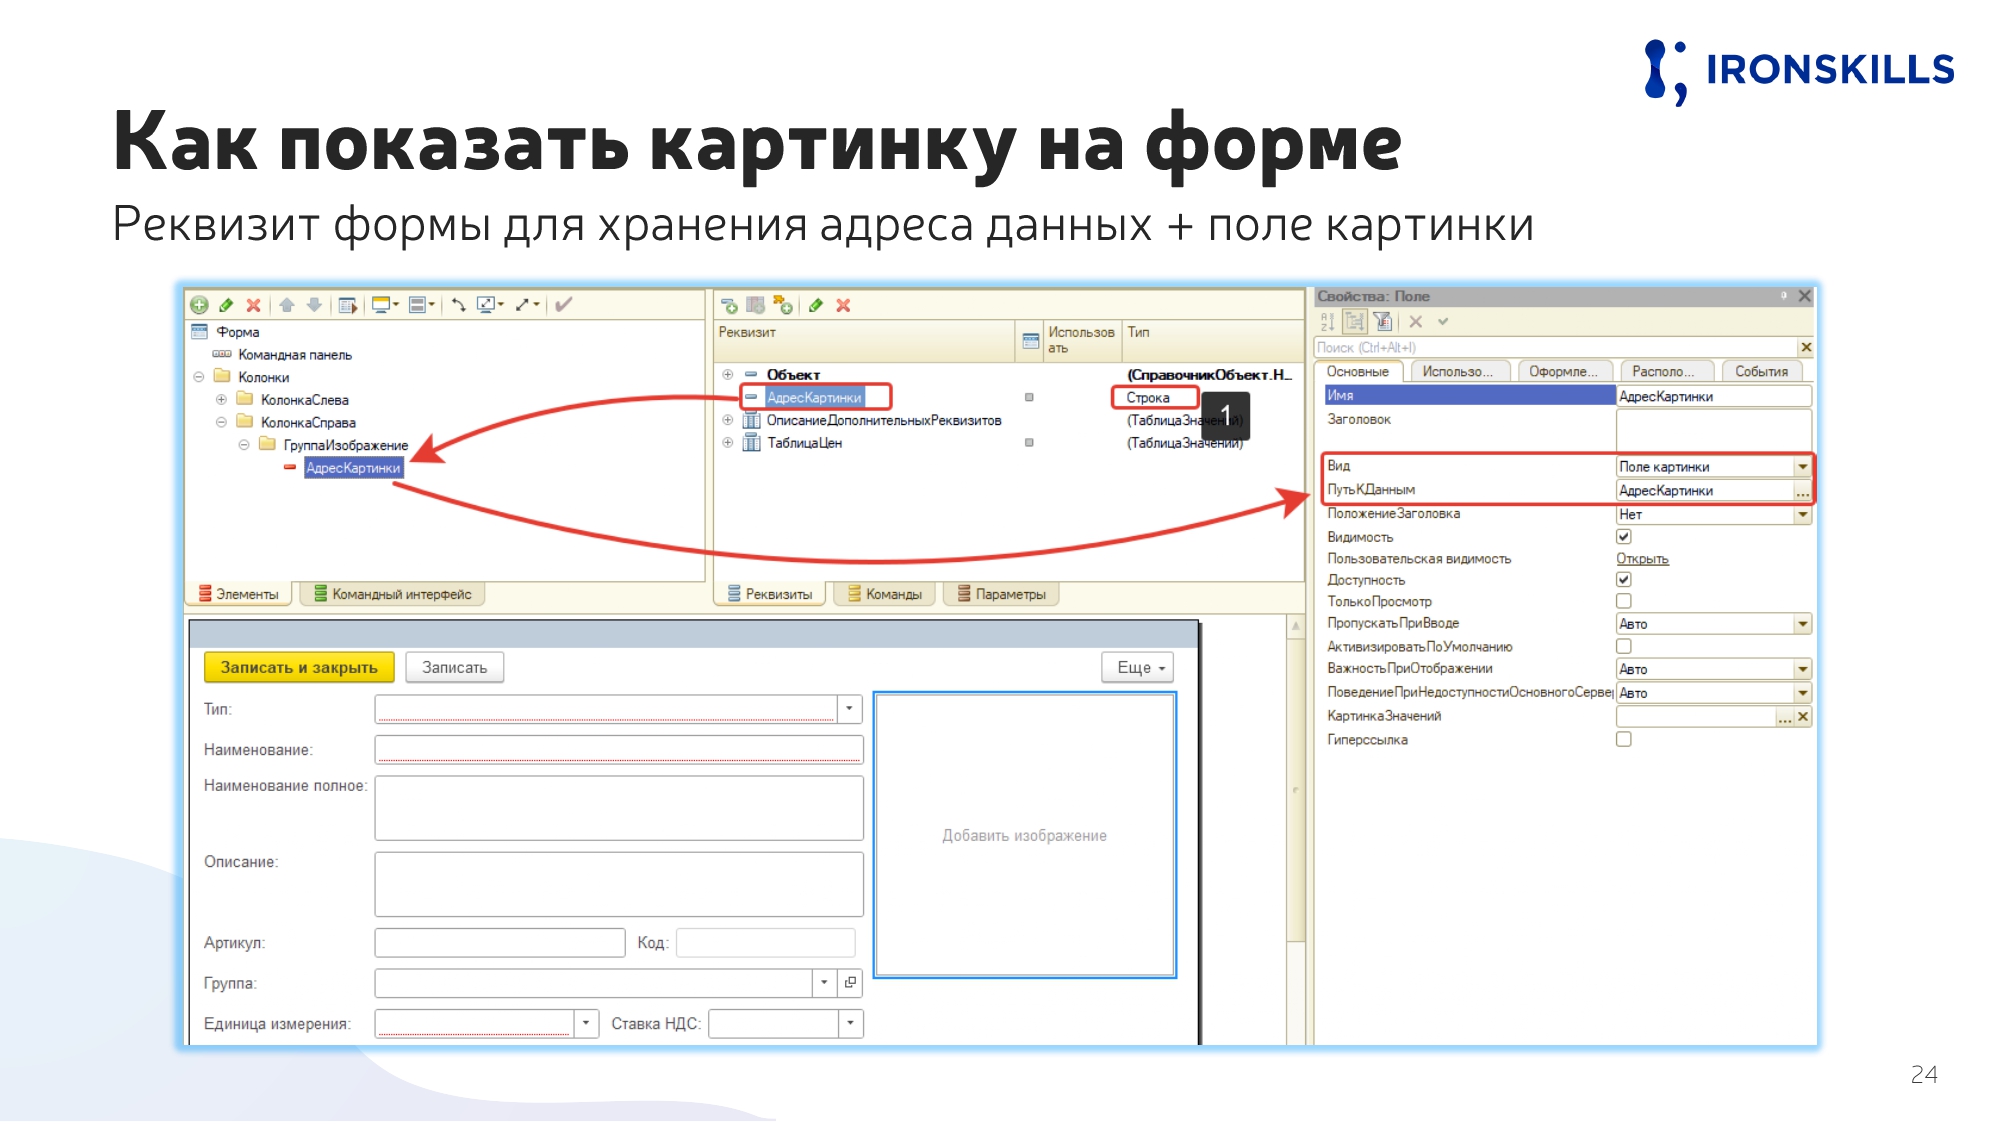 IRONSKILLS
Как показать картинку на форме
Реквизит формы для хранения адреса данных + поле картинки
Форма
Командная панель
Колонки
КолонкаСлева
КолонкаСправа
ГруппаИзображение
АдресКартинки
Элементы
Командный интерфейс
Реквизит
Использов
ать
Тип
Объект
(СправочникОбъект.Н...
АдресКартинки
Строка
1
ОписаниеДополнительныхРеквизитов
(ТаблицаЗначений)
ТаблицаЦен
(ТаблицаЗначений)
Реквизиты
Команды
Параметры
Свойства: Поле
Поиск (Ctrl+Alt+I)
Основные
Использо...
Оформле...
Располо...
События
Имя
АдресКартинки
Заголовок
Вид
Поле картинки
ПутьКДанным
АдресКартинки
ПоложениеЗаголовка
Нет
Видимость
Пользовательская видимость
Открыть
Доступность
ТолькоПросмотр
ПропускатьПриВводе
Авто
АктивизироватьПоУмолчанию
ВажностьПриОтображении
Авто
ПоведениеПриНедоступностиОсновногоСервер
Авто
КартинкаЗначений
Гиперссылка
Записать и закрыть
Записать
Еще
Тип:
Наименование:
Наименование полное:
Добавить изображение
Описание:
Артикул:
Код:
Группа:
Единица измерения:
Ставка НДС:
24